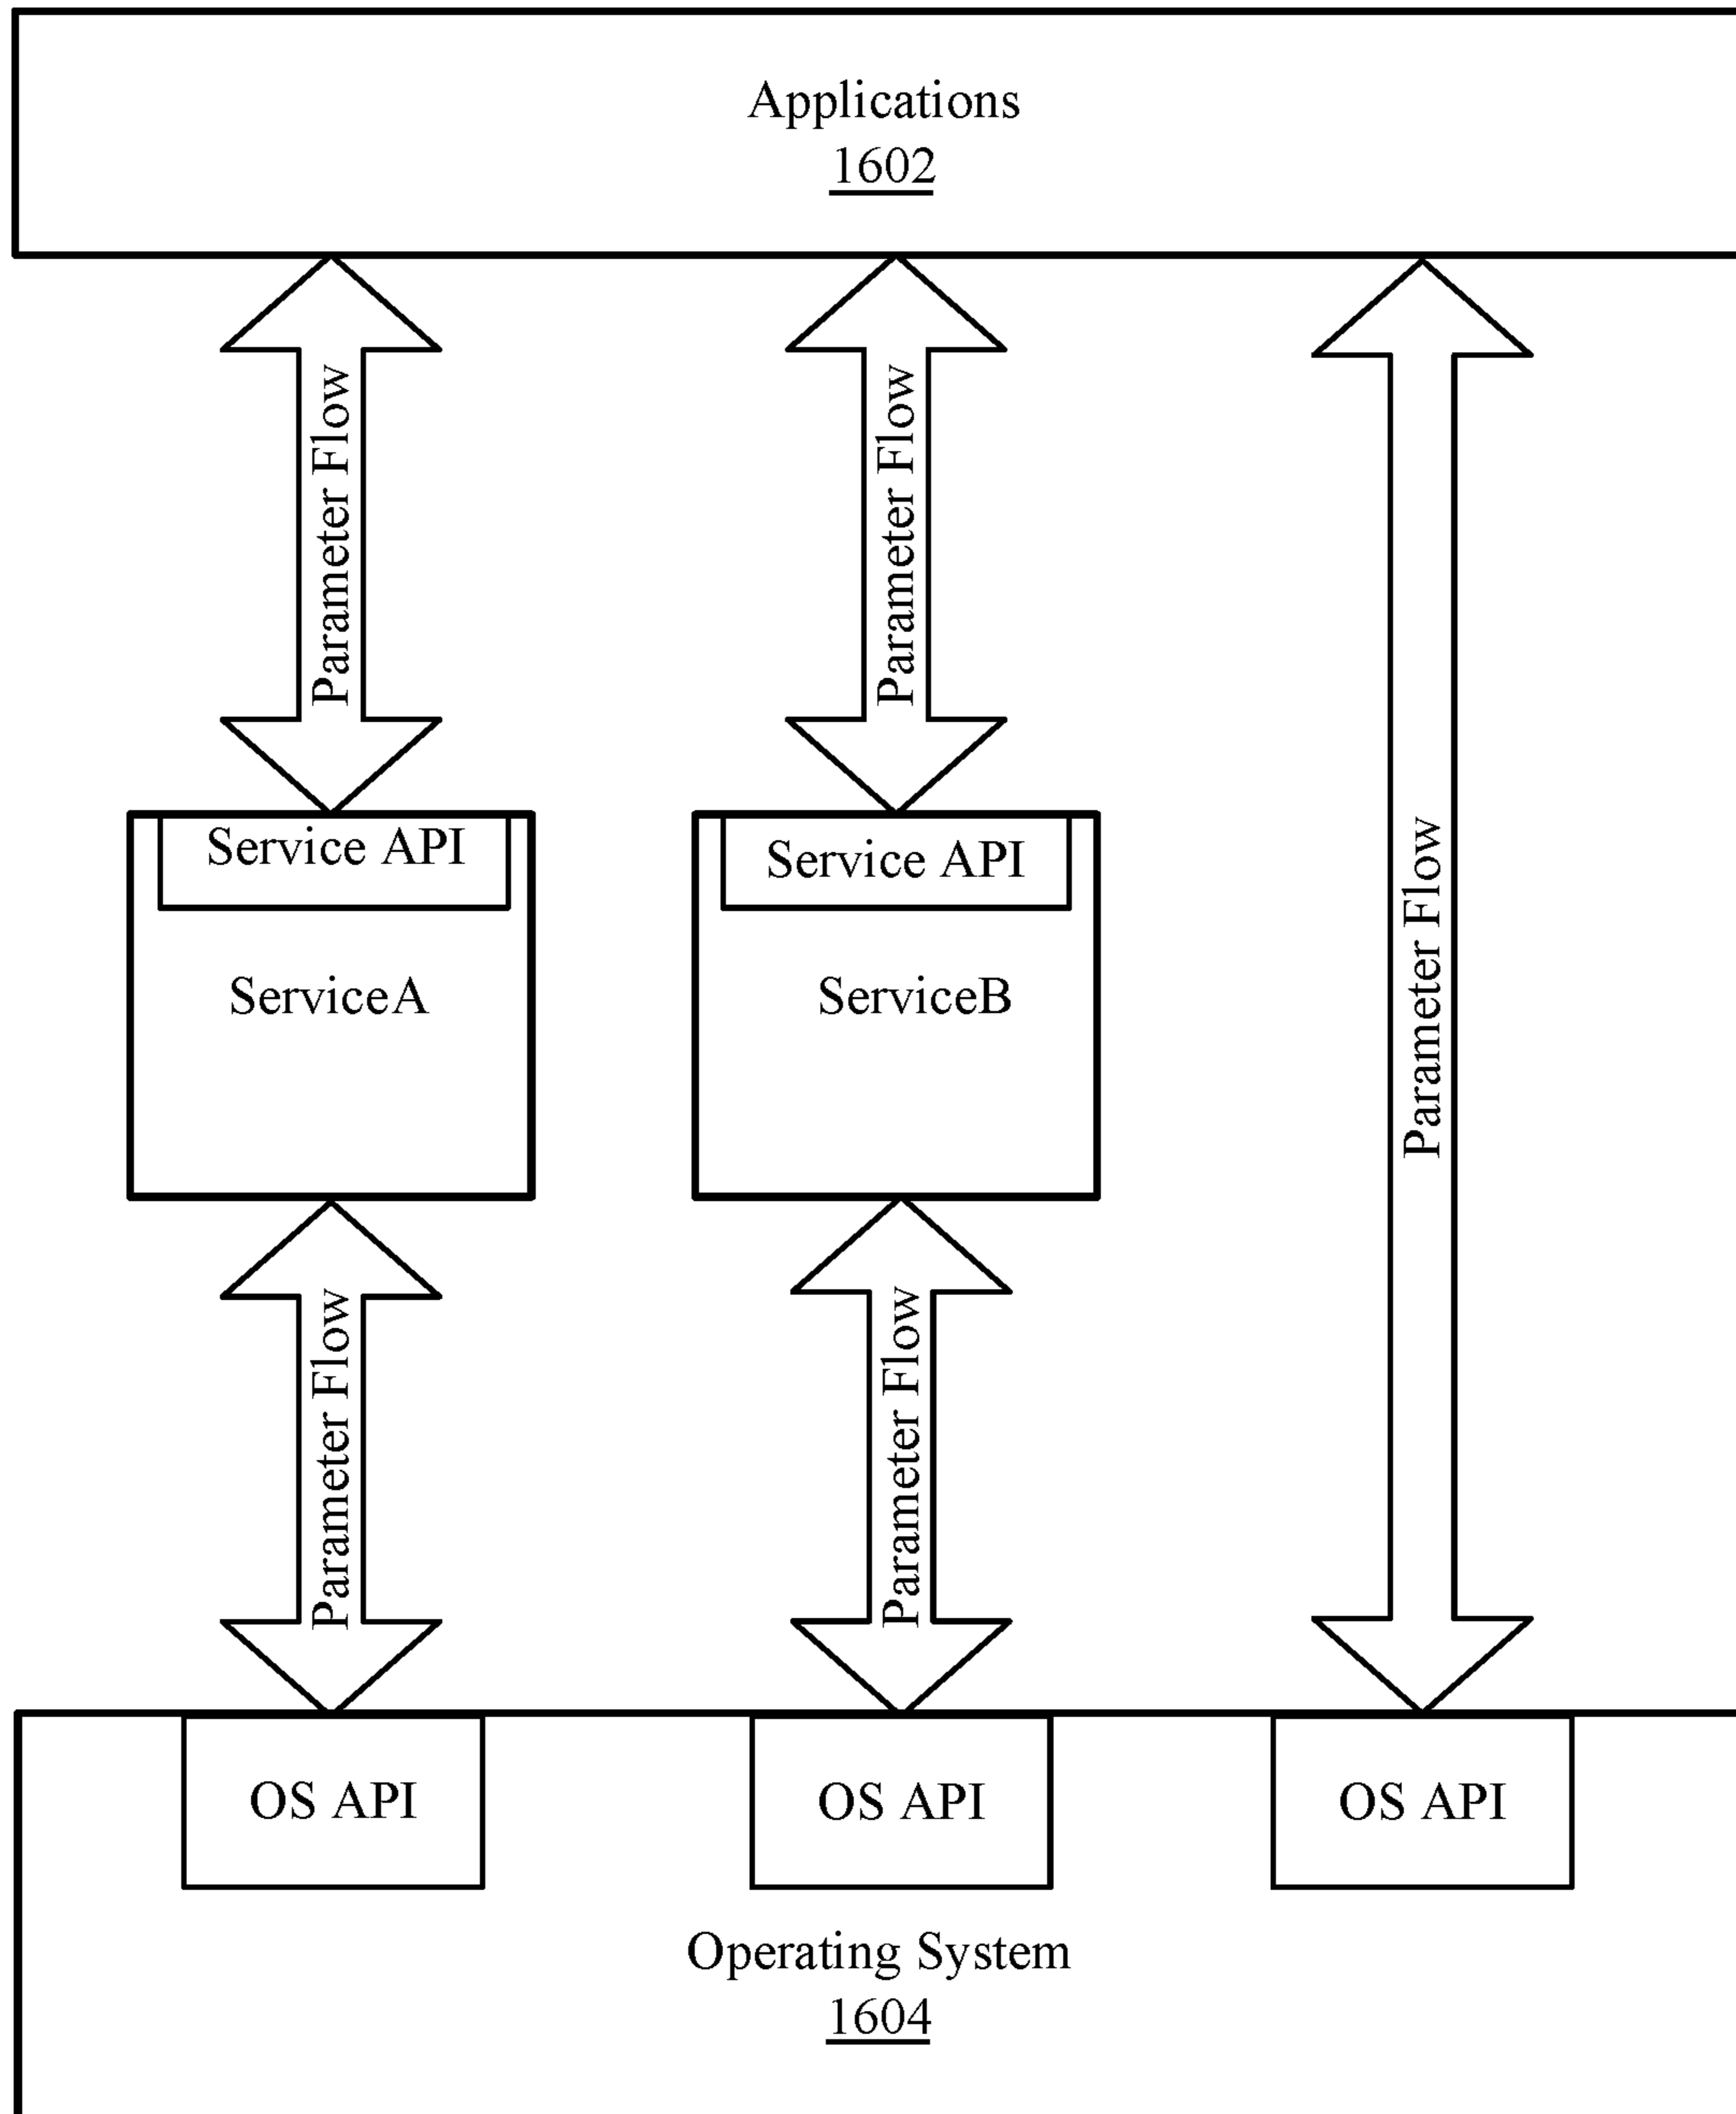 Applications
1602
Parameter Flow
Parameter Flow
Parameter Flow
Service API
Service API
ServiceA
ServiceB
Parameter Flow
Parameter Flow
OS API
OS API
OS API
Operating System
1604